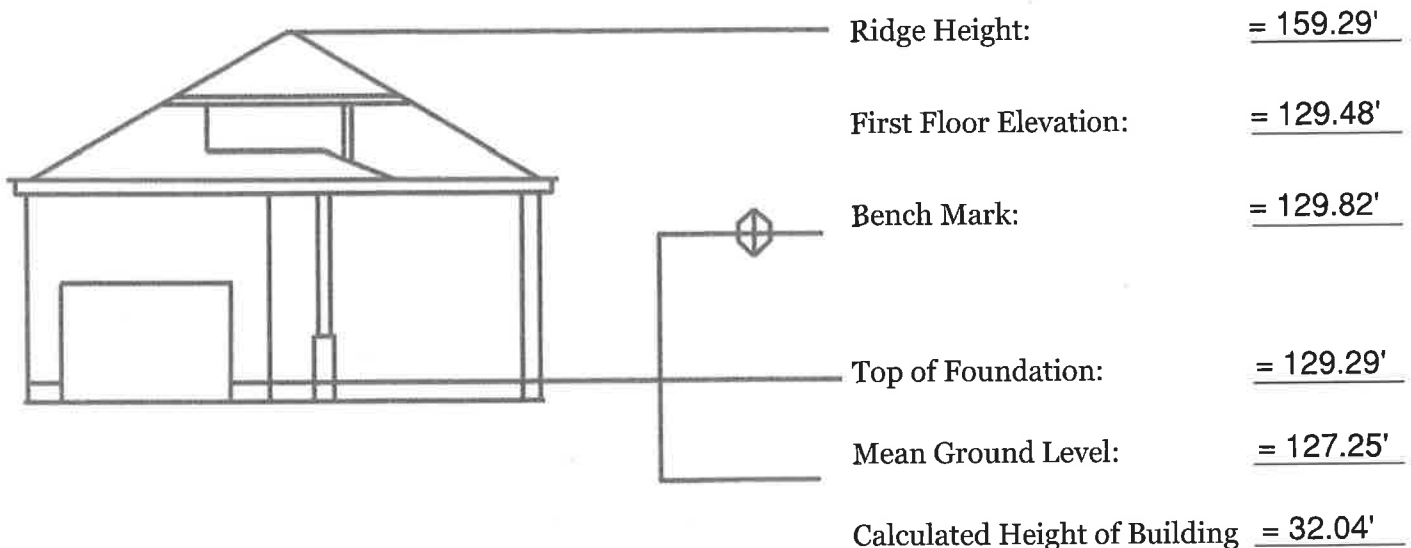 Ridge Height: = 159.29'
First Floor Elevation: = 129.48'
Bench Mark: = 129.82'
Top of Foundation: = 129.29'
Mean Ground Level: = 127.25'
Calculated Height of Building = 32.04'